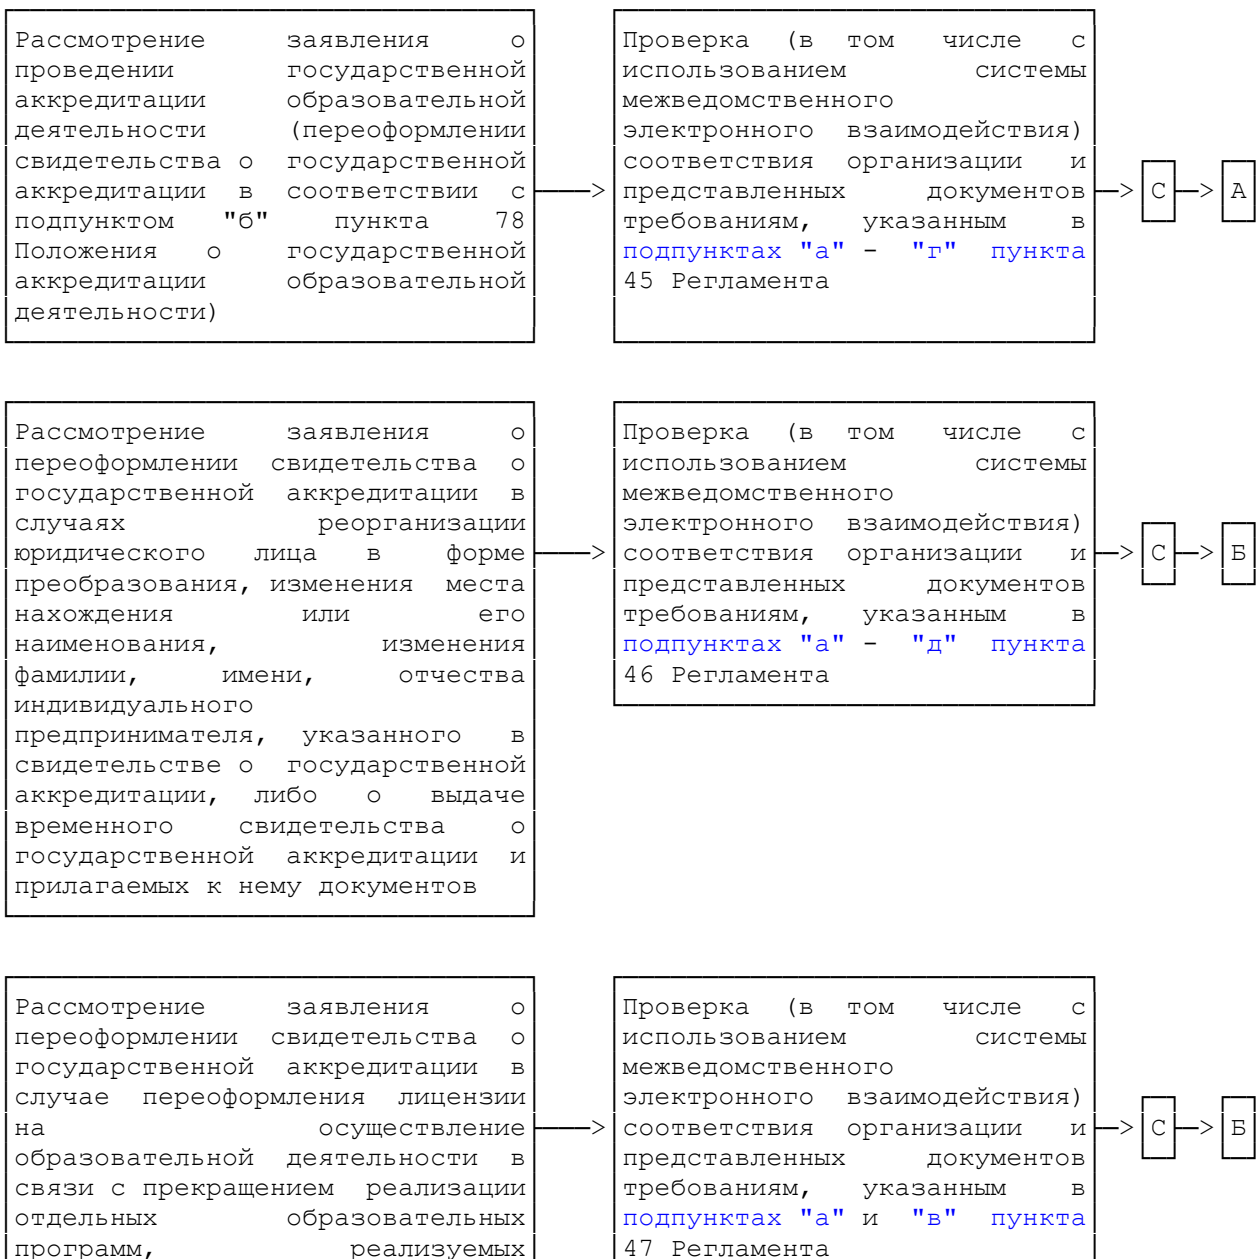 Рассмотрение заявления о
проведении государственной
аккредитации образовательной
деятельности (переоформлении
свидетельства о государственной
аккредитации в соответствии с
подпунктом "б" пункта 78
Положения о государственной
аккредитации образовательной
деятельности)
Проверка (в том числе с
использованием системы
межведомственного
электронного взаимодействия)
соответствия организации и
представленных документов
требованиям, указанным в
подпунктах "а" - "г" пункта
45 Регламента
С
А
Рассмотрение заявления о
переоформлении свидетельства о
государственной аккредитации в
случаях реорганизации
юридического лица в форме
преобразования, изменения места
нахождения или его
наименования, изменения
фамилии, имени, отчества
индивидуального
предпринимателя, указанного в
свидетельстве о государственной
аккредитации, либо о выдаче
временного свидетельства о
государственной аккредитации и
прилагаемых к нему документов
Проверка (в том числе с
использованием системы
межведомственного
электронного взаимодействия)
соответствия организации и
представленных документов
требованиям, указанным в
подпунктах "а" - "д" пункта
46 Регламента
С
Б
Рассмотрение заявления о
переоформлении свидетельства о
государственной аккредитации в
случае переоформления лицензии
на осуществление
образовательной деятельности в
связи с прекращением реализации
отдельных образовательных
программ, реализуемых
Проверка (в том числе с
использованием системы
межведомственного
электронного взаимодействия)
соответствия организации и
представленных документов
требованиям, указанным в
подпунктах "а" и "в" пункта
47 Регламента
С
Б